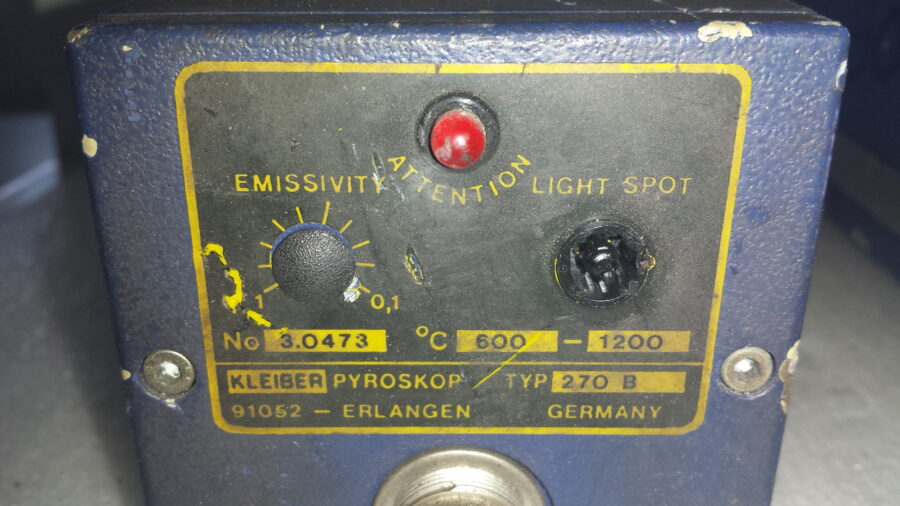 ATTENTION
EMISSIVITY
LIGHT SPOT
1 0,1
No 3.0473 °C 600 — 1200
KLEIBER PYROSKOP TYP 270 B
91052 — ERLANGEN GERMANY